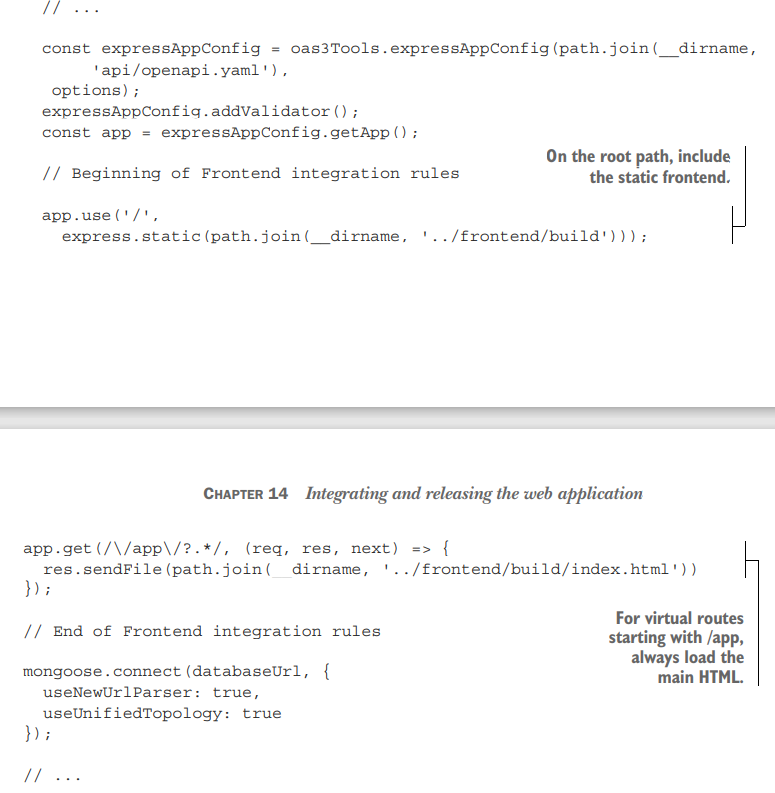 // ...
const expressAppConfig = oas3Tools.expressAppConfig(path.join(__dirname,
'api/openapi.yaml'),
options);
expressAppConfig.addValidator();
const app = expressAppConfig.getApp();
On the root path, include
the static frontend.
// Beginning of Frontend integration rules
app.use('/',
express.static(path.join(__dirname, '../frontend/build')));
CHAPTER 14 Integrating and releasing the web application
app.get(/\/app\/?.*/, (req, res, next) => {
res.sendFile(path.join(__dirname, '../frontend/build/index.html'))
});
For virtual routes
starting with /app,
always load the
main HTML.
// End of Frontend integration rules
mongoose.connect(databaseUrl, {
useNewUrlParser: true,
useUnifiedTopology: true
});
// ...